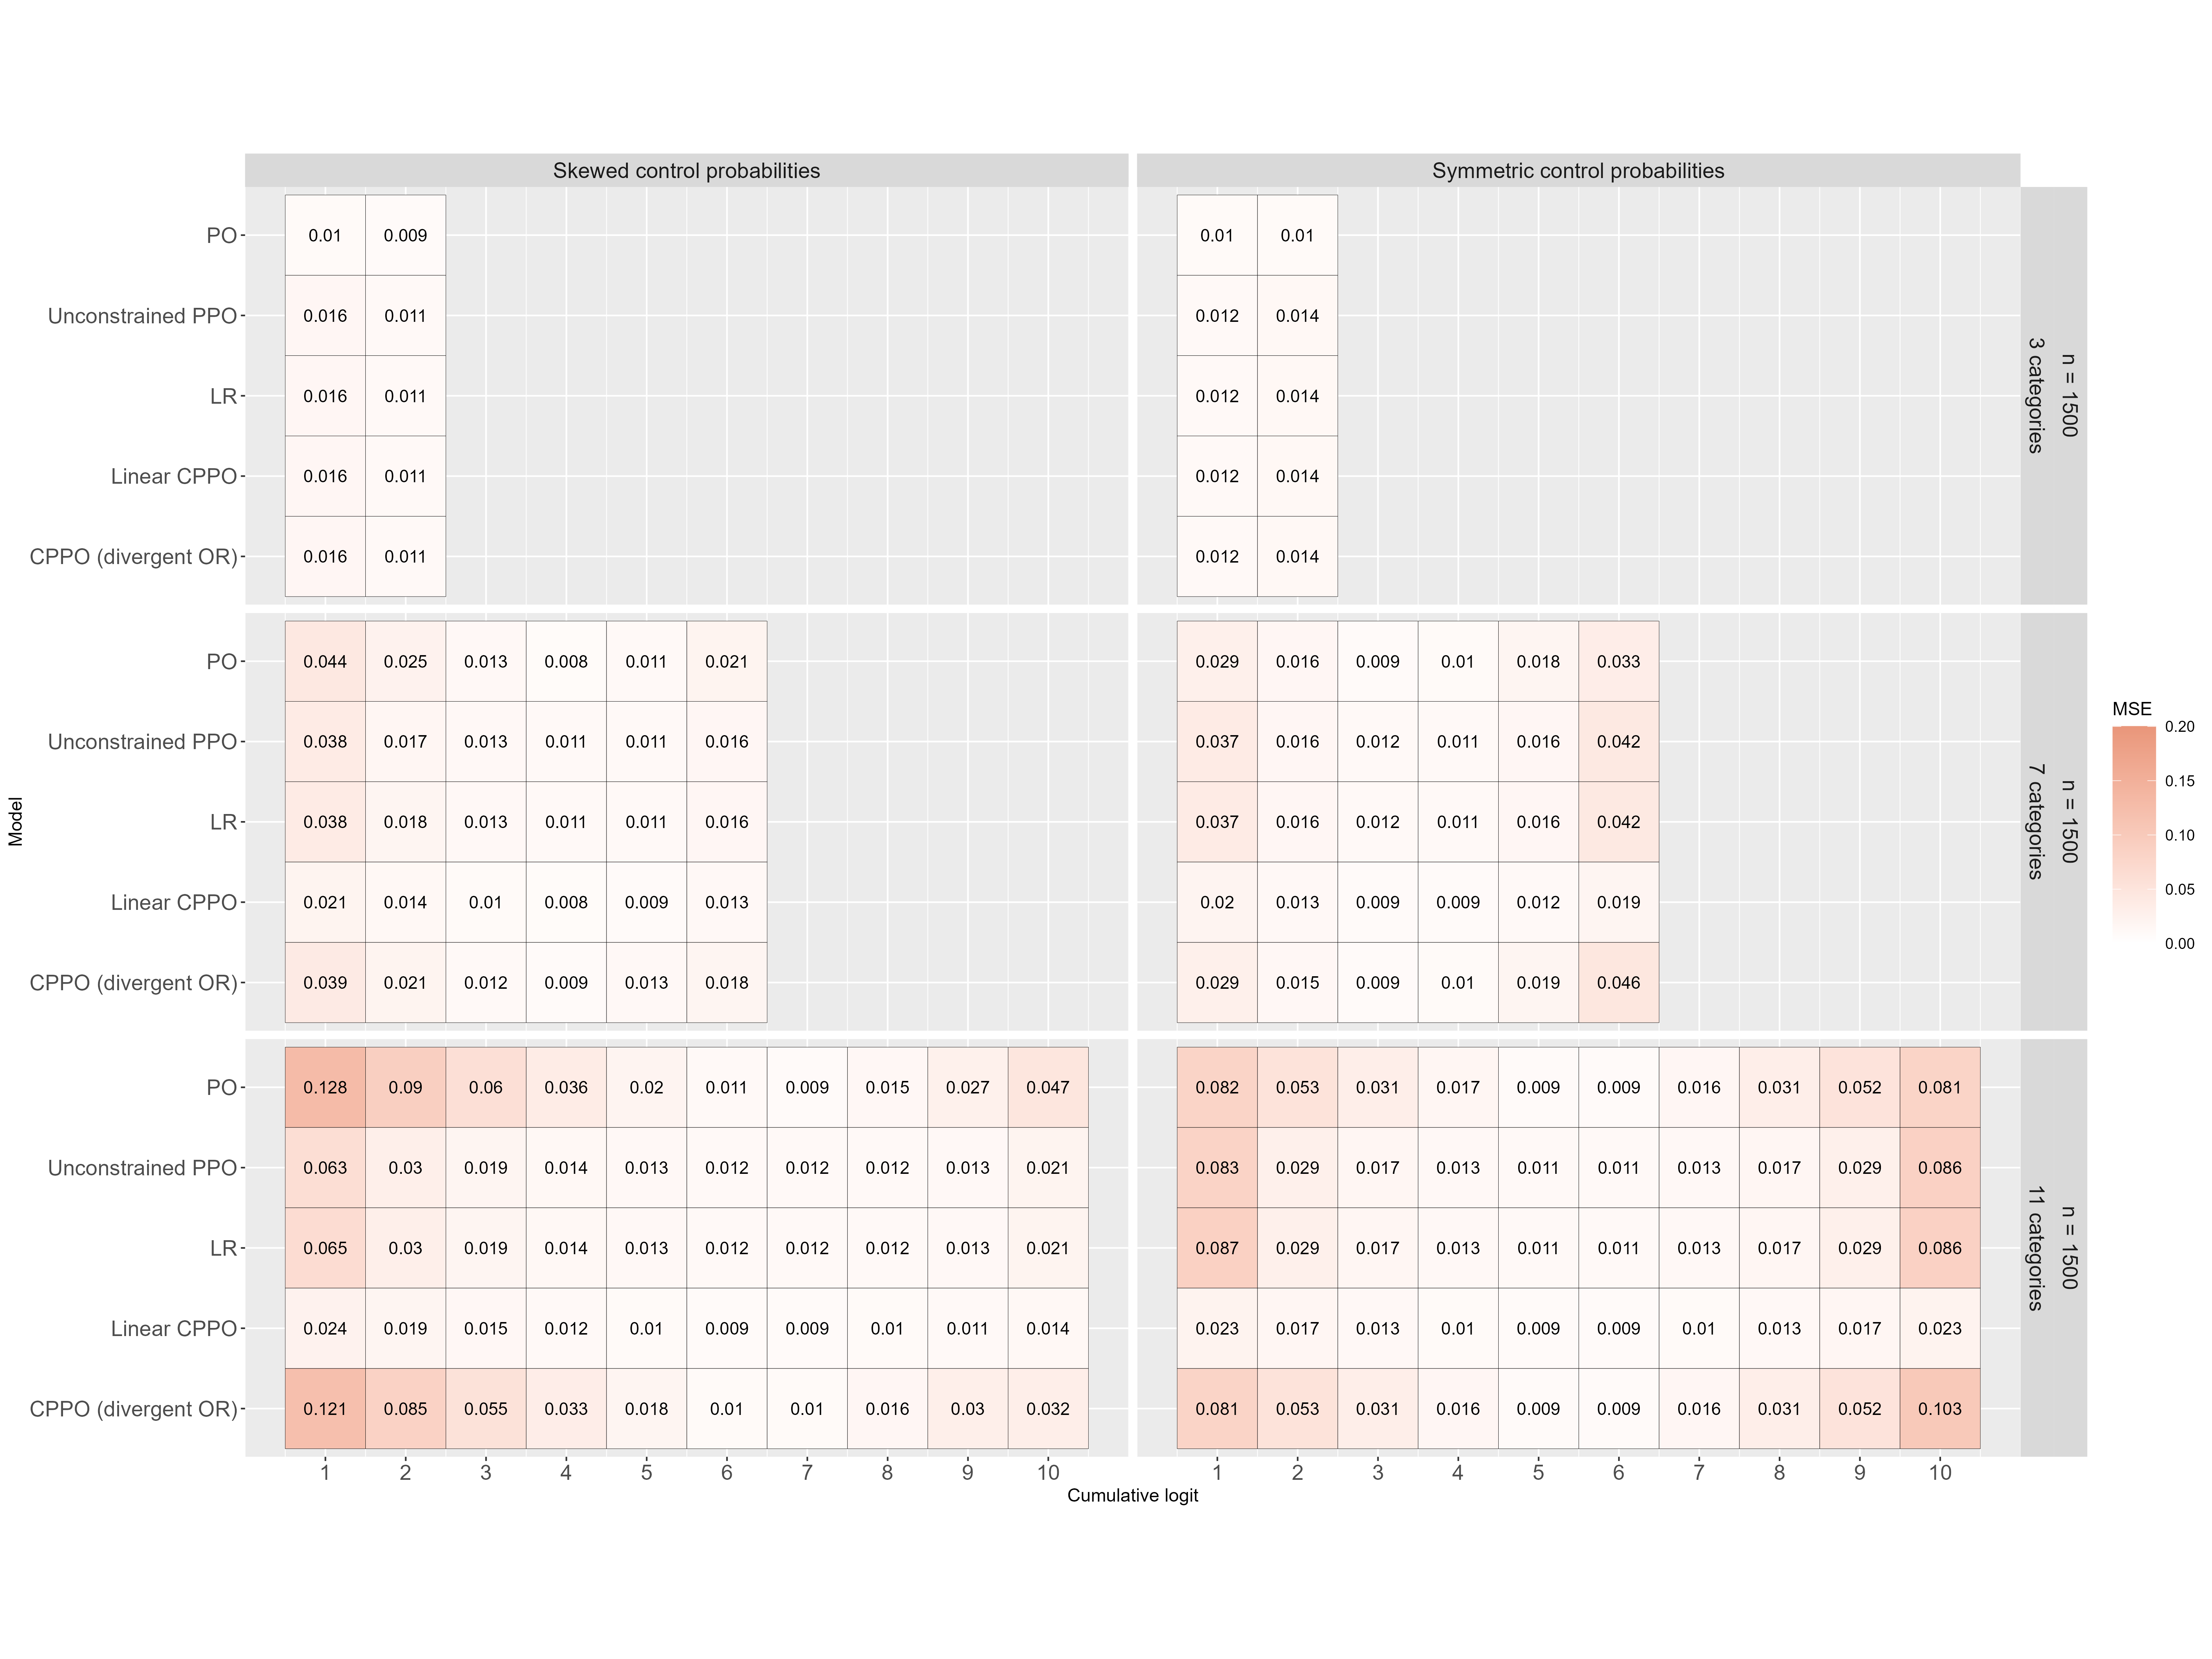 Skewed control probabilities
Symmetric control probabilities
PO 0.01 0.009 0.01 0.01
Unconstrained PPO 0.016 0.011 0.012 0.014
LR 0.016 0.011 0.012 0.014
Linear CPPO 0.016 0.011 0.012 0.014
CPPO (divergent OR) 0.016 0.011 0.012 0.014
n = 1500
3 categories
PO 0.044 0.025 0.013 0.008 0.011 0.021 0.029 0.016 0.009 0.01 0.018 0.033
Unconstrained PPO 0.038 0.017 0.013 0.011 0.011 0.016 0.037 0.016 0.012 0.011 0.016 0.042
LR 0.038 0.018 0.013 0.011 0.011 0.016 0.037 0.016 0.012 0.011 0.016 0.042
Linear CPPO 0.021 0.014 0.01 0.008 0.009 0.013 0.02 0.013 0.009 0.009 0.012 0.019
CPPO (divergent OR) 0.039 0.021 0.012 0.009 0.013 0.018 0.029 0.015 0.009 0.01 0.019 0.046
n = 1500
7 categories
PO 0.128 0.09 0.06 0.036 0.02 0.011 0.009 0.015 0.027 0.047 0.082 0.053 0.031 0.017 0.009 0.009 0.016 0.031 0.052 0.081
Unconstrained PPO 0.063 0.03 0.019 0.014 0.013 0.012 0.012 0.012 0.013 0.021 0.083 0.029 0.017 0.013 0.011 0.011 0.013 0.017 0.029 0.086
LR 0.065 0.03 0.019 0.014 0.013 0.012 0.012 0.012 0.013 0.021 0.087 0.029 0.017 0.013 0.011 0.011 0.013 0.017 0.029 0.086
Linear CPPO 0.024 0.019 0.015 0.012 0.01 0.009 0.009 0.01 0.011 0.014 0.023 0.017 0.013 0.01 0.009 0.009 0.01 0.013 0.017 0.023
CPPO (divergent OR) 0.121 0.085 0.055 0.033 0.018 0.01 0.01 0.016 0.03 0.032 0.081 0.053 0.031 0.016 0.009 0.009 0.016 0.031 0.052 0.103
n = 1500
11 categories
1 2 3 4 5 6 7 8 9 10 1 2 3 4 5 6 7 8 9 10
Cumulative logit
Model
MSE
0.20
0.15
0.10
0.05
0.00